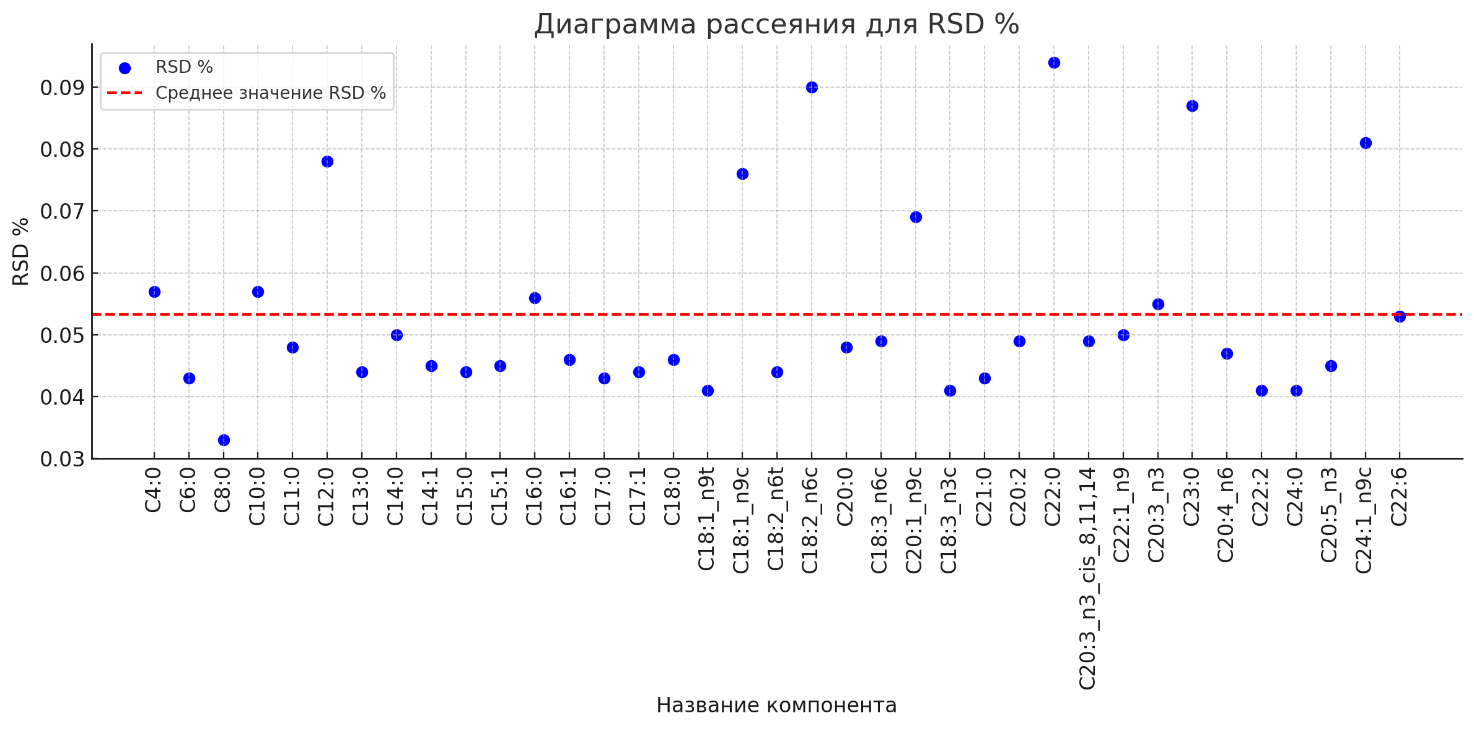 Диаграмма рассеяния для RSD %
RSD %
Среднее значение RSD %
RSD %
0.09
0.08
0.07
0.06
0.05
0.04
0.03
C4:0
C6:0
C8:0
C10:0
C11:0
C12:0
C13:0
C14:0
C14:1
C15:0
C15:1
C16:0
C16:1
C17:0
C17:1
C18:0
C18:1_n9t
C18:1_n9c
C18:2_n6t
C18:2_n6c
C20:0
C18:3_n6c
C20:1_n9c
C18:3_n3c
C21:0
C20:2
C22:0
C20:3_n3_cis_8,11,14
C22:1_n9
C20:3_n3
C23:0
C20:4_n6
C22:2
C24:0
C20:5_n3
C24:1_n9c
C22:6
Название компонента